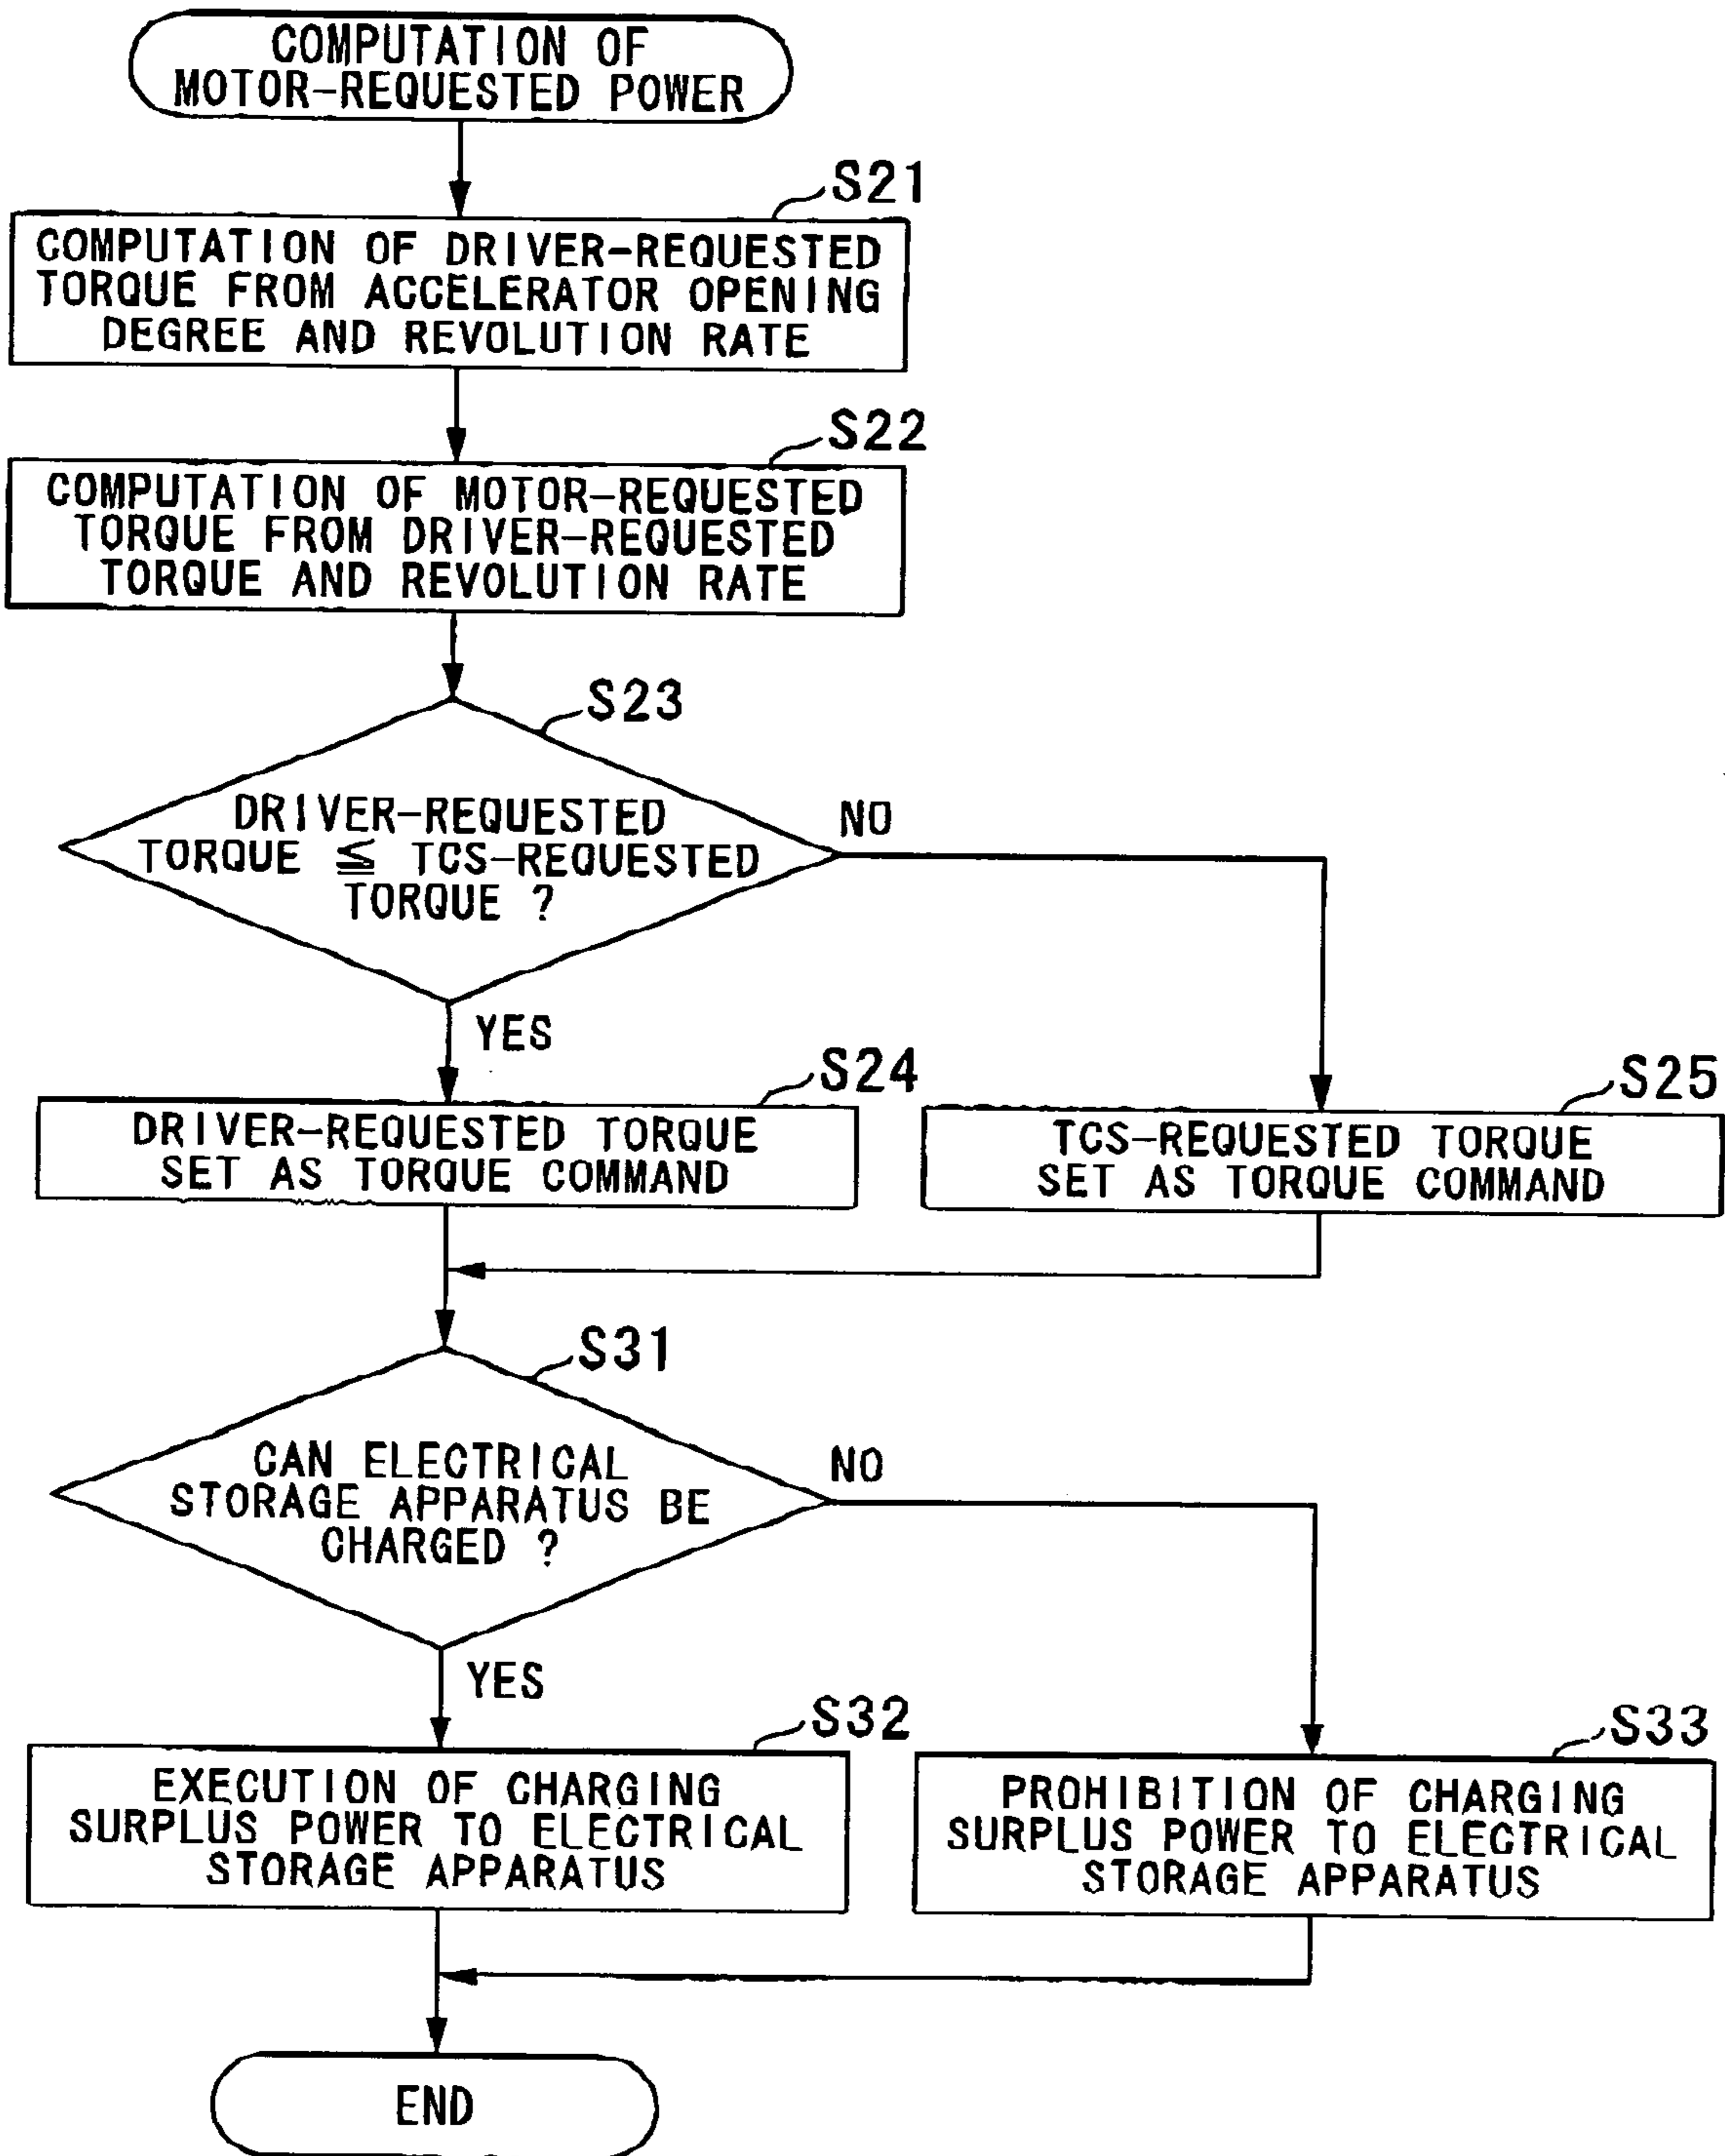 COMPUTATION OF
MOTOR-REQUESTED POWER
S21
COMPUTATION OF DRIVER-REQUESTED
TORQUE FROM ACCELERATOR OPENING
DEGREE AND REVOLUTION RATE
S22
COMPUTATION OF MOTOR-REQUESTED
TORQUE FROM DRIVER-REQUESTED
TORQUE AND REVOLUTION RATE
S23
DRIVER-REQUESTED
TORQUE ≦ TCS-REQUESTED
TORQUE ?
NO
YES
S24
DRIVER-REQUESTED TORQUE
SET AS TORQUE COMMAND
S25
TCS-REQUESTED TORQUE
SET AS TORQUE COMMAND
S31
CAN ELECTRICAL
STORAGE APPARATUS BE
CHARGED ?
NO
YES
S32
EXECUTION OF CHARGING
SURPLUS POWER TO ELECTRICAL
STORAGE APPARATUS
S33
PROHIBITION OF CHARGING
SURPLUS POWER TO ELECTRICAL
STORAGE APPARATUS
END